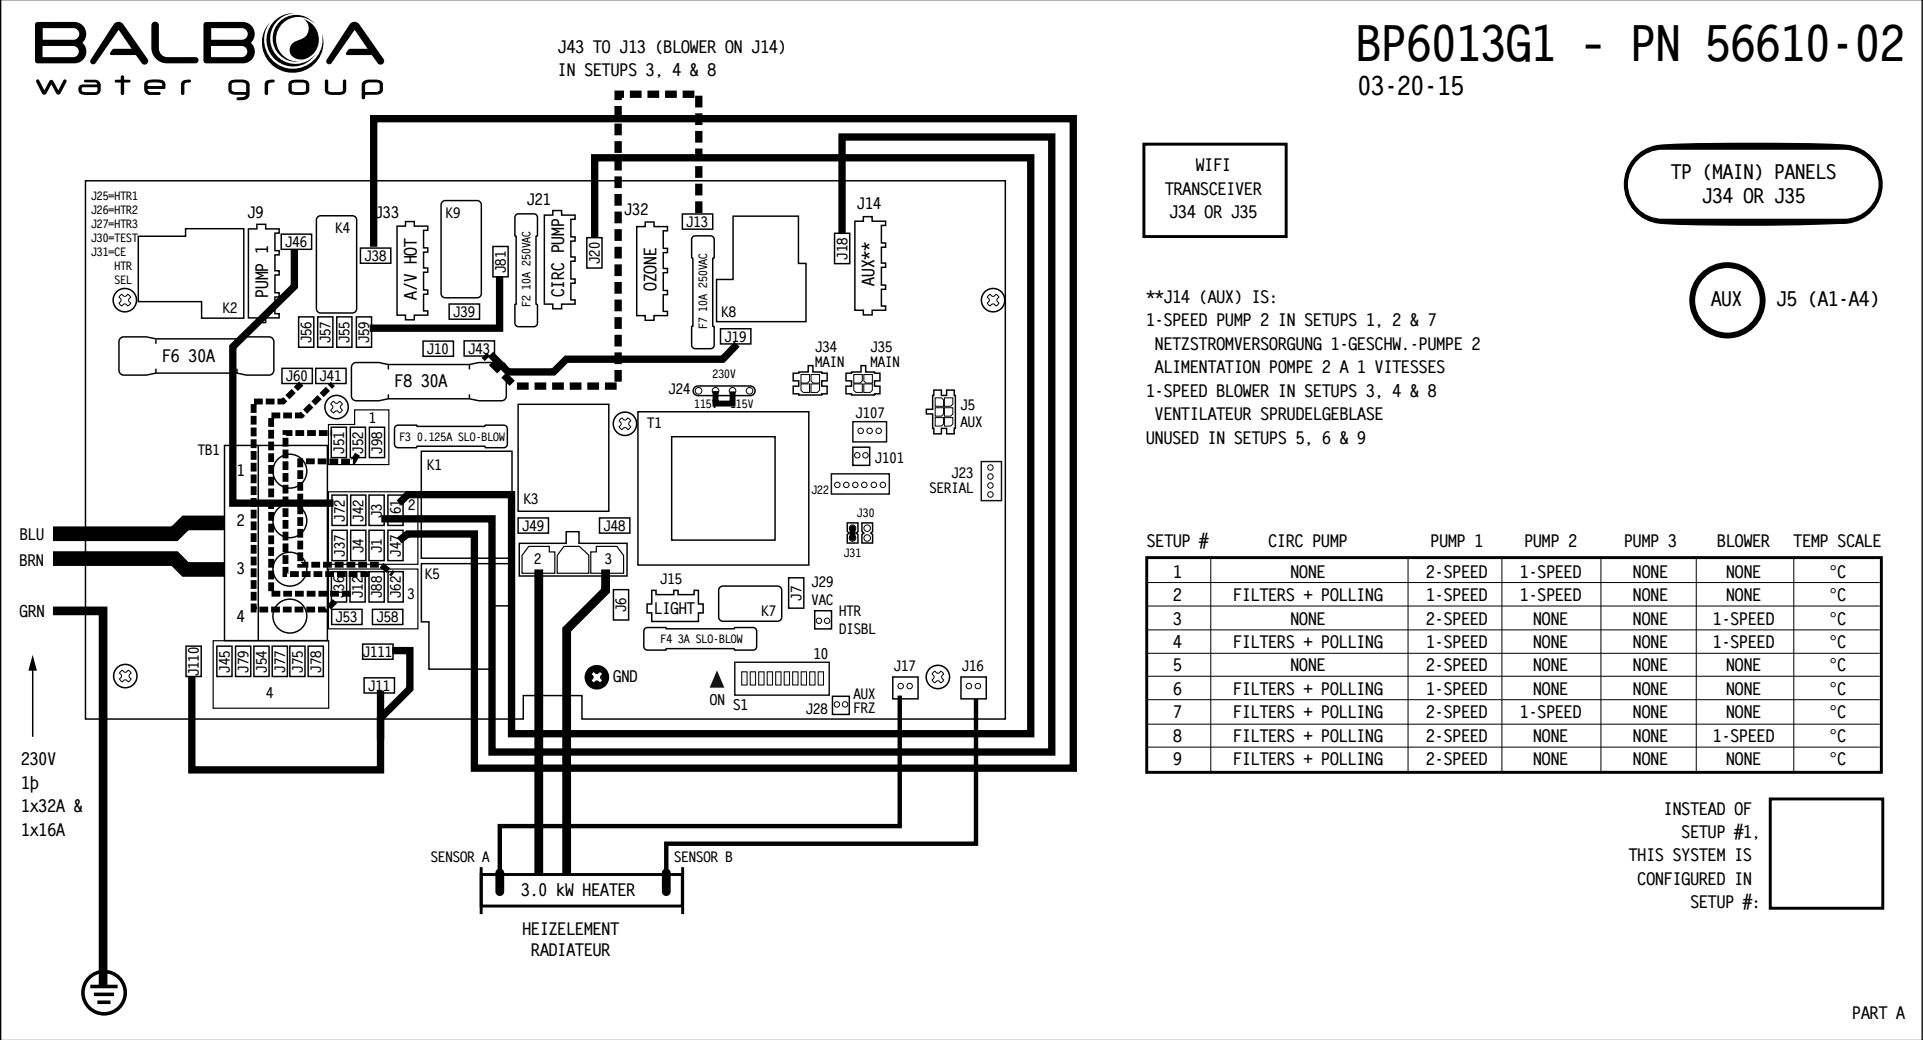 BALBOA
water group
J43 TO J13 (BLOWER ON J14)
IN SETUPS 3, 4 & 8
BP6013G1 - PN 56610-02
03-20-15
WIFI
TRANSCEIVER
J34 OR J35
TP (MAIN) PANELS
J34 OR J35
AUX
J5 (A1-A4)
**J14 (AUX) IS:
1-SPEED PUMP 2 IN SETUPS 1, 2 & 7
NETZSTROMVERSORGUNG 1-GESCHW.-PUMPE 2
ALIMENTATION POMPE 2 A 1 VITESSES
1-SPEED BLOWER IN SETUPS 3, 4 & 8
VENTILATEUR SPRUDELGEBLASE
UNUSED IN SETUPS 5, 6 & 9
J25=HTR1
J26=HTR2
J27=HTR3
J30=TEST
J31=CE
HTR
SEL
J9
PUMP 1
K2
J46
K4
J33
J38
A/V HOT
K9
J39
J81
J21
F2 10A 250VAC
CIRC PUMP
J20
J32
OZONE
J13
F7 10A 250VAC
K8
J19
J18
J14
AUX**
J56
J57
J55
J59
F6 30A
J10
J43
J60
J41
F8 30A
230V
J24
115V
115V
J34
MAIN
J35
MAIN
J5
AUX
J107
J101
J22
J23
SERIAL
J30
J31
TB1
1
2
3
4
1
J51
J52
J98
F3 0.125A SLO-BLOW
K1
K3
T1
J72
J42
J3
J61
2
J37
J4
J1
J47
J49
J48
2
3
K5
J36
J12
J88
J62
3
J53
J58
J6
J15
LIGHT
K7
J7
J29
VAC
HTR
DISBL
F4 3A SLO-BLOW
J110
J45
J79
J54
J77
J75
J78
4
J111
J11
GND
ON
S1
10
J28
AUX
FRZ
J17
J16
BLU
BRN
GRN
230V
1þ
1x32A &
1x16A
SENSOR A
SENSOR B
3.0 kW HEATER
HEIZELEMENT
RADIATEUR
SETUP # CIRC PUMP PUMP 1 PUMP 2 PUMP 3 BLOWER TEMP SCALE
1 NONE 2-SPEED 1-SPEED NONE NONE °C
2 FILTERS + POLLING 1-SPEED 1-SPEED NONE NONE °C
3 NONE 2-SPEED NONE NONE 1-SPEED °C
4 FILTERS + POLLING 1-SPEED NONE NONE 1-SPEED °C
5 NONE 2-SPEED NONE NONE NONE °C
6 FILTERS + POLLING 1-SPEED NONE NONE NONE °C
7 FILTERS + POLLING 2-SPEED 1-SPEED NONE NONE °C
8 FILTERS + POLLING 2-SPEED NONE NONE 1-SPEED °C
9 FILTERS + POLLING 2-SPEED NONE NONE NONE °C
INSTEAD OF
SETUP #1,
THIS SYSTEM IS
CONFIGURED IN
SETUP #:
PART A